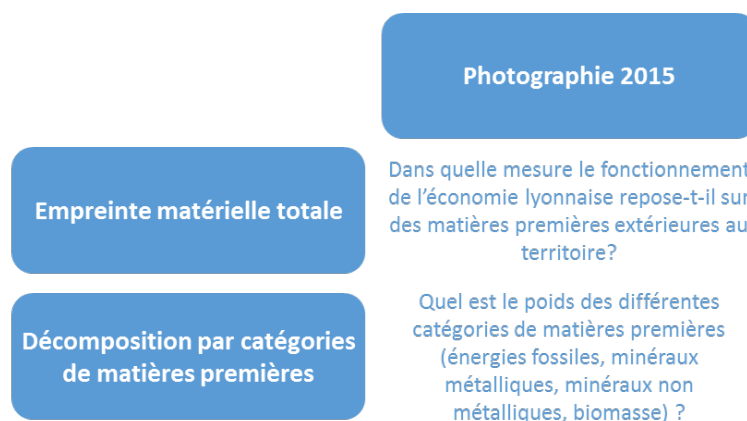 Photographie 2015
Empreinte matérielle totale
Dans quelle mesure le fonctionnement
de l'économie lyonnaise repose-t-il sur
des matières premières extérieures au
territoire?
Décomposition par catégories
de matières premières
Quel est le poids des différentes
catégories de matières premières
(énergies fossiles, minéraux
métalliques, minéraux non
métalliques, biomasse) ?